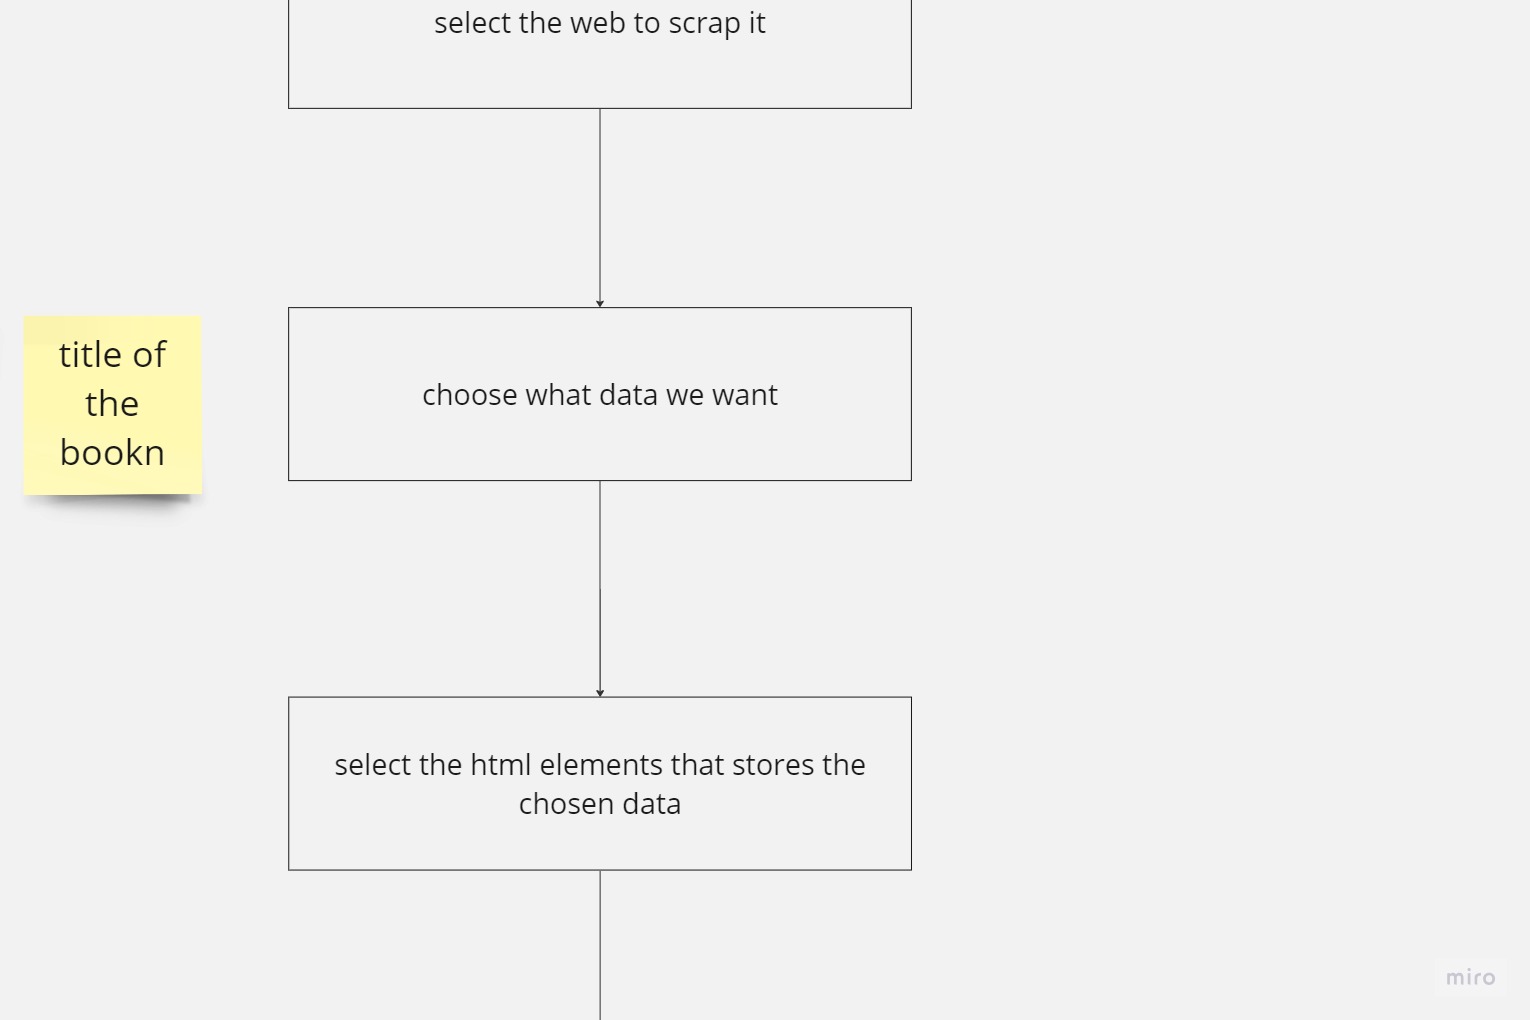 select the web to scrap it
title of
the
bookn
choose what data we want
select the html elements that stores the
chosen data
miro